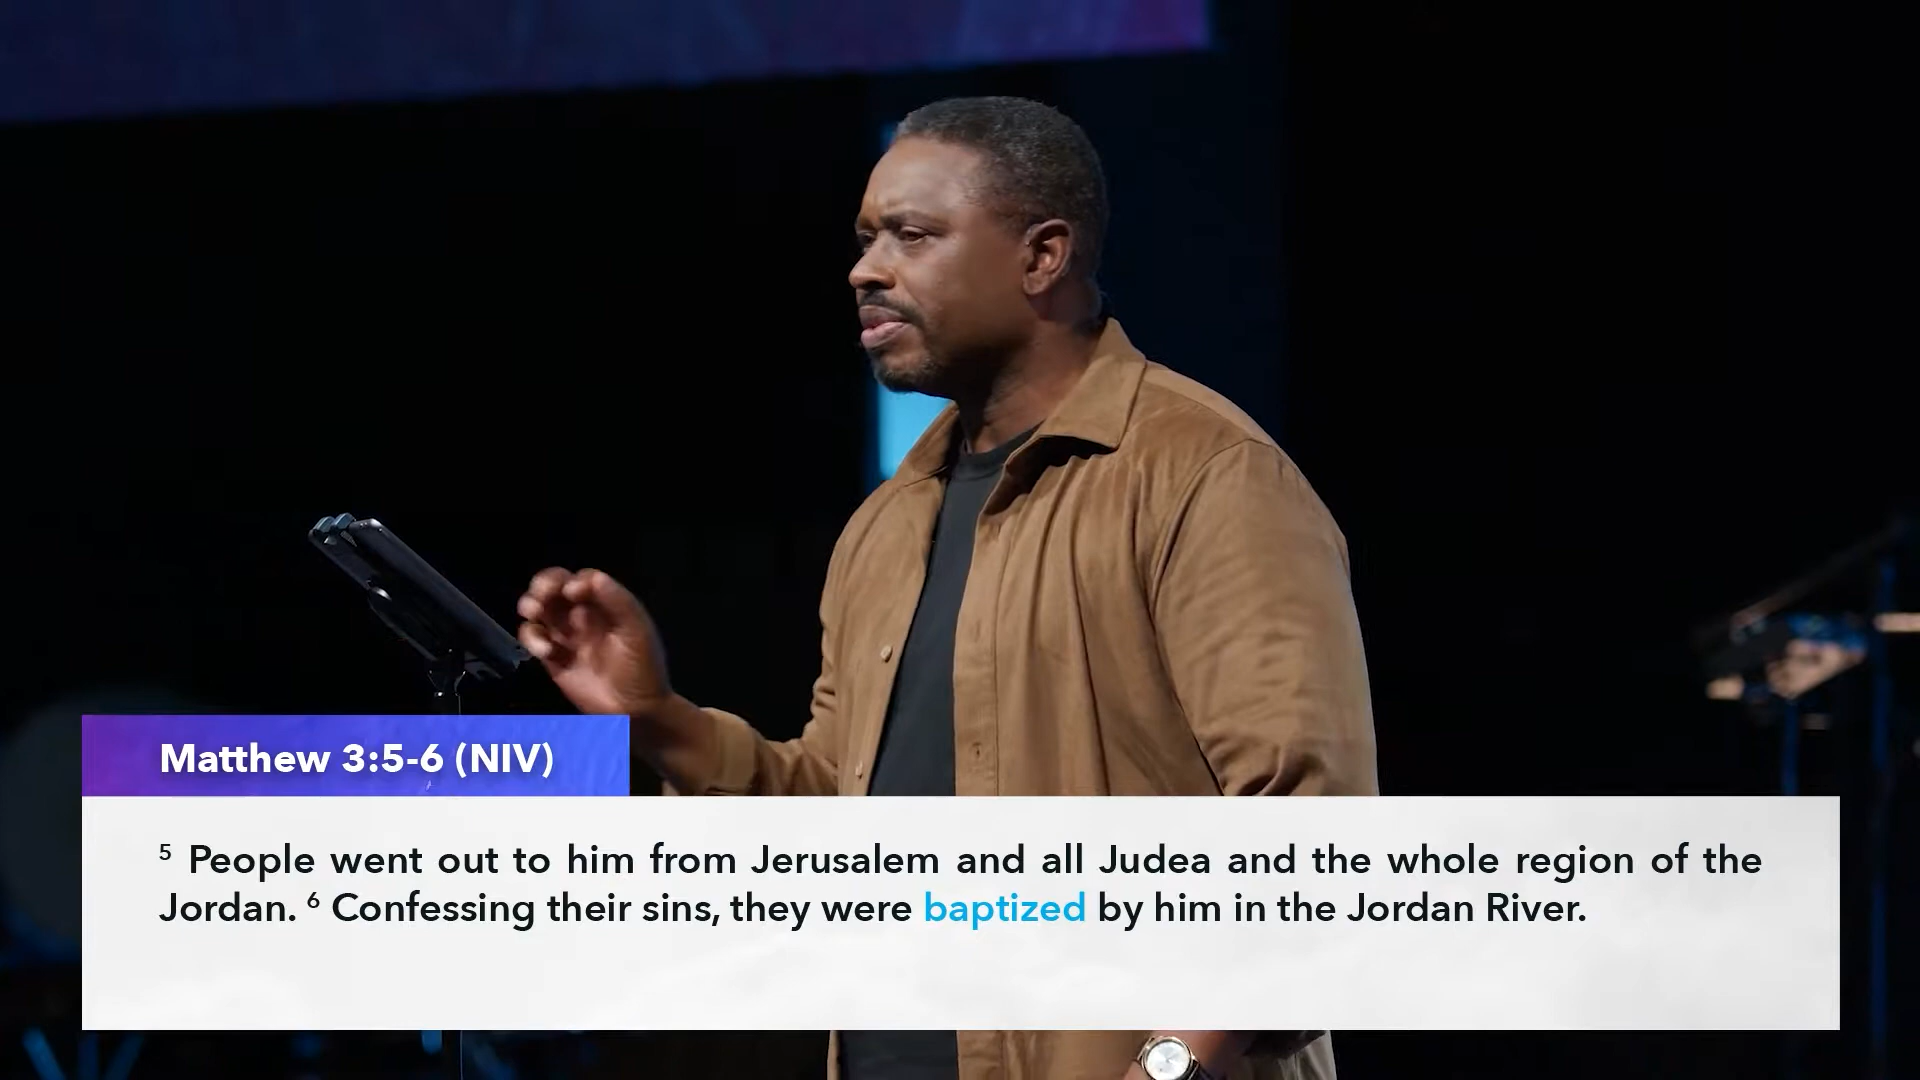 Matthew 3:5-6 (NIV)
⁵ People went out to him from Jerusalem and all Judea and the whole region of the
Jordan. ⁶ Confessing their sins, they were baptized by him in the Jordan River.